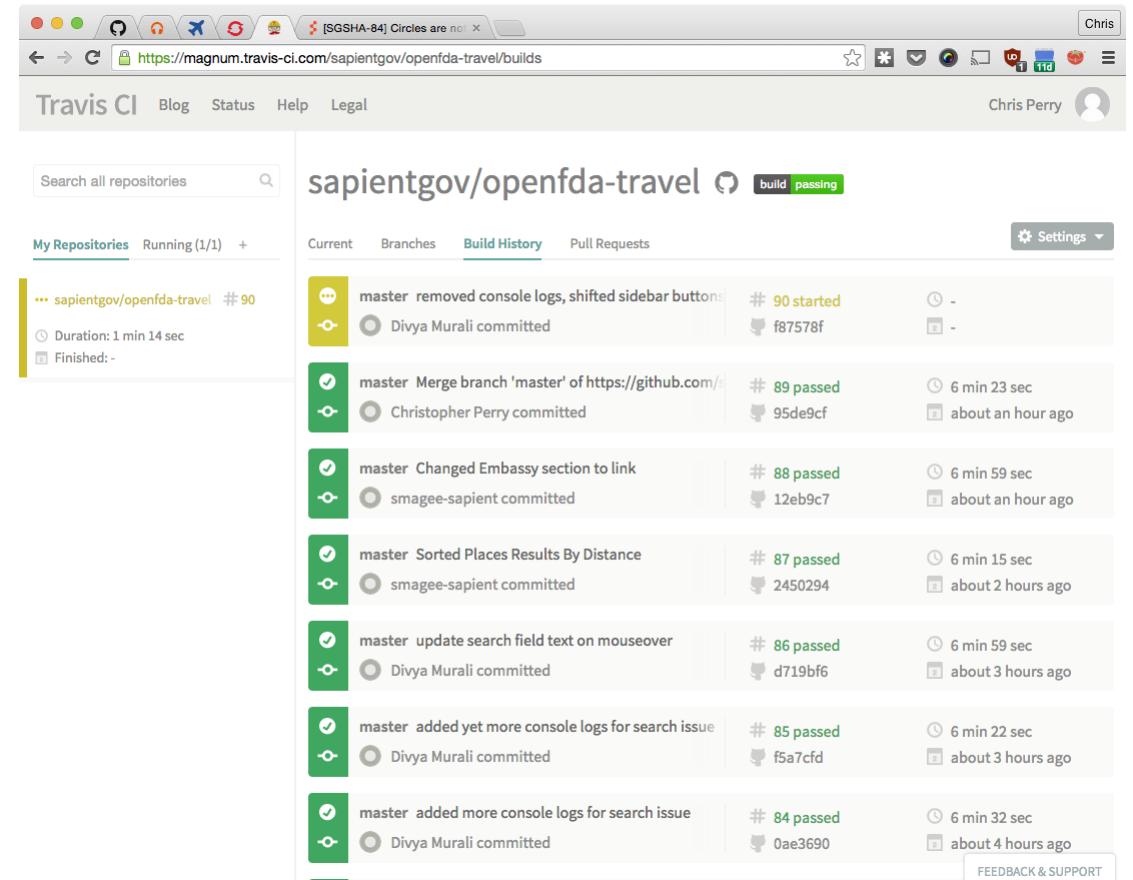 [SGSHA-84] Circles are not
Chris
https://magnum.travis-ci.com/sapientgov/openfda-travel/builds
1
11d
Travis CI Blog Status Help Legal
Chris Perry
Search all repositories
My Repositories Running (1/1) +
sapientgov/openfda-travel # 90
Duration: 1 min 14 sec
Finished: -
sapientgov/openfda-travel
build passing
Current Branches Build History Pull Requests
Settings
master removed console logs, shifted sidebar buttons
# 90 started
-
Divya Murali committed
f87578f
-
master Merge branch 'master' of https://github.com/s
# 89 passed
6 min 23 sec
Christopher Perry committed
95de9cf
about an hour ago
master Changed Embassy section to link
# 88 passed
6 min 59 sec
smagee-sapient committed
12eb9c7
about an hour ago
master Sorted Places Results By Distance
# 87 passed
6 min 15 sec
smagee-sapient committed
2450294
about 2 hours ago
master update search field text on mouseover
# 86 passed
6 min 59 sec
Divya Murali committed
d719bf6
about 3 hours ago
master added yet more console logs for search issue
# 85 passed
6 min 22 sec
Divya Murali committed
f5a7cfd
about 3 hours ago
master added more console logs for search issue
# 84 passed
6 min 32 sec
Divya Murali committed
0ae3690
about 4 hours ago
FEEDBACK & SUPPORT